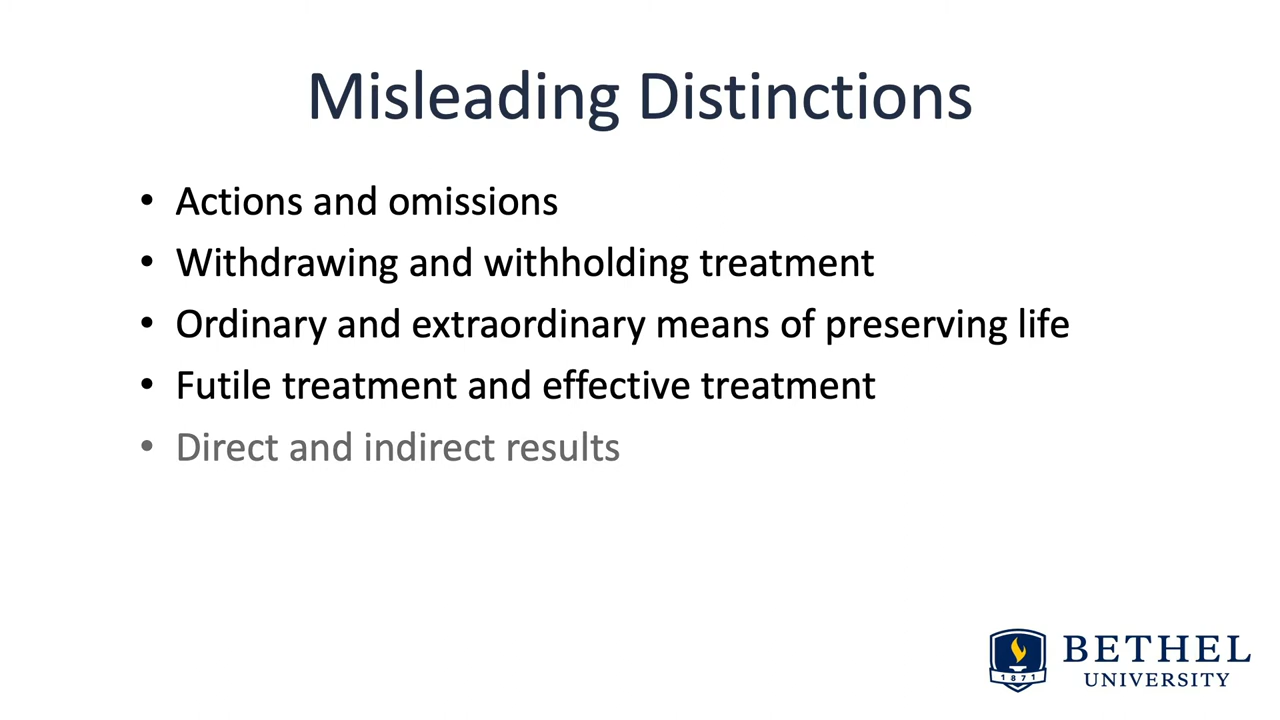 Misleading Distinctions
• Actions and omissions
• Withdrawing and withholding treatment
• Ordinary and extraordinary means of preserving life
• Futile treatment and effective treatment
• Direct and indirect results
1871
BETHEL
UNIVERSITY